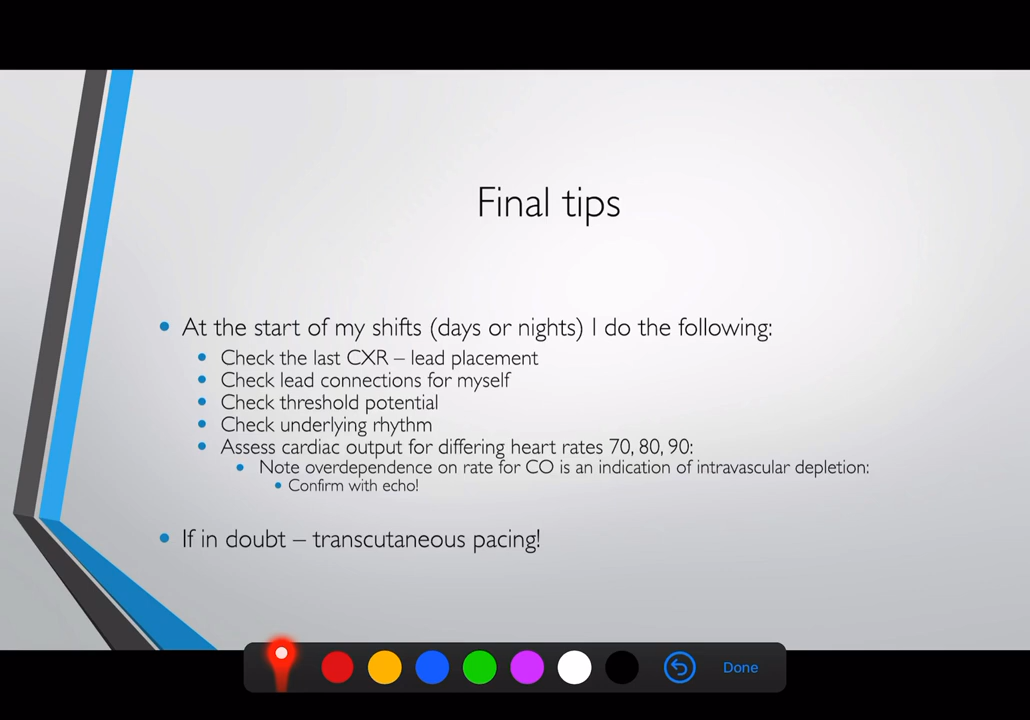 Final tips
At the start of my shifts (days or nights) I do the following:
Check the last CXR – lead placement
Check lead connections for myself
Check threshold potential
Check underlying rhythm
Assess cardiac output for differing heart rates 70, 80, 90:
Note overdependence on rate for CO is an indication of intravascular depletion:
Confirm with echo!
If in doubt – transcutaneous pacing!
Done